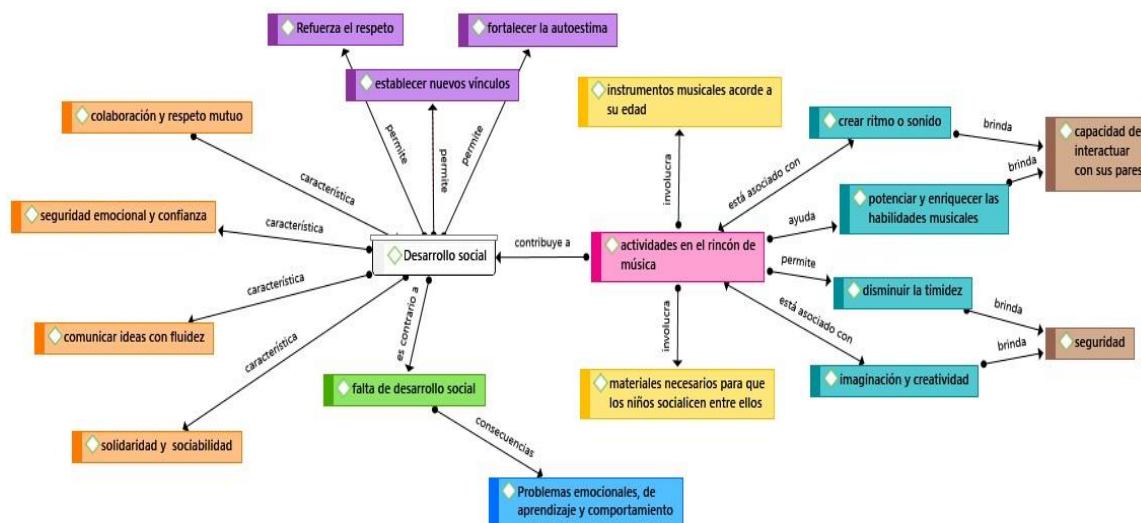 Refuerza el respeto
fortalecer la autoestima
establecer nuevos vínculos
colaboración y respeto mutuo
seguridad emocional y confianza
comunicar ideas con fluidez
solidaridad y sociabilidad
permite
permite
permite
característica
característica
característica
característica
Desarrollo social
es contrario a
falta de desarrollo social
consecuencias
Problemas emocionales, de
aprendizaje y comportamiento
contribuye a
instrumentos musicales acorde a
su edad
involucra
actividades en el rincón de
música
involucra
materiales necesarios para que
los niños socialicen entre ellos
está asociado con
crear ritmo o sonido
brinda
capacidad de
interactuar
con sus pares
brinda
ayuda
potenciar y enriquecer las
habilidades musicales
permite
disminuir la timidez
brinda
seguridad
brinda
está asociado con
imaginación y creatividad